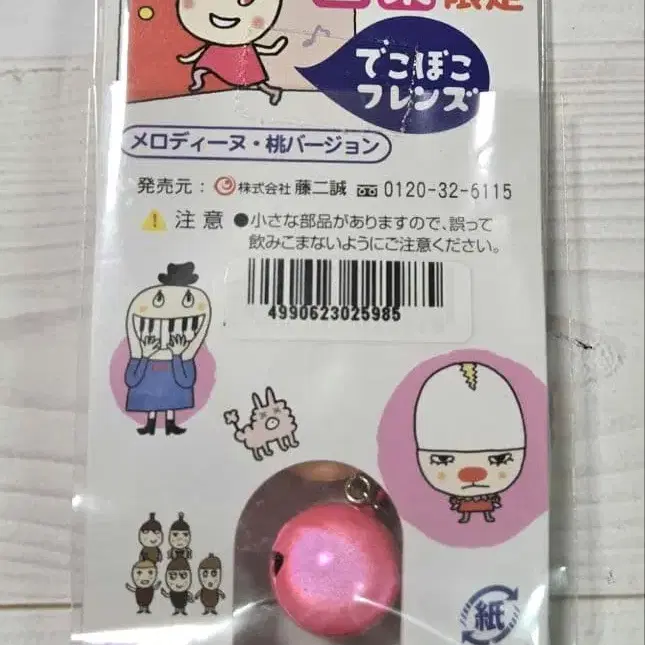 限定
でこぼこ
フレンズ
メロディーヌ・桃バージョン
発売元：株式会社 藤二誠 0120-32-6115
注意 ●小さな部品がありますので、誤って
飲みこまないようにご注意ください。
4990623025985
紙